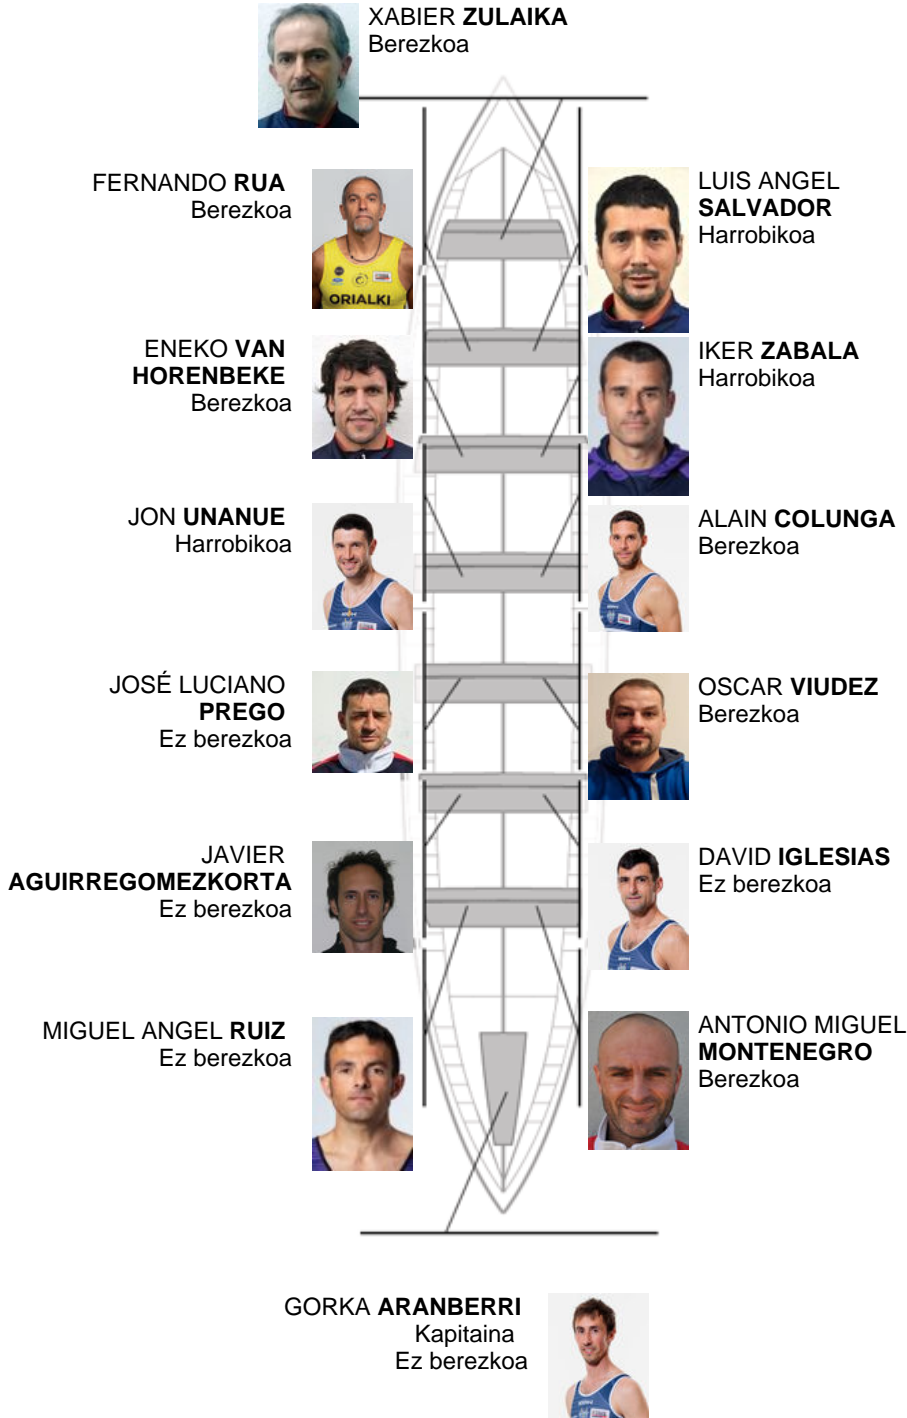 XABIER ZULAIKA
Berezkoa
FERNANDO RUA
Berezkoa
LUIS ANGEL
SALVADOR
Harrobikoa
ORIALKI
ENEKO VAN
HORENBEKE
Berezkoa
IKER ZABALA
Harrobikoa
JON UNANUE
Harrobikoa
ALAIN COLUNGA
Berezkoa
JOSÉ LUCIANO
PREGO
Ez berezkoa
OSCAR VIUDEZ
Berezkoa
JAVIER
AGUIRREGOMEZKORTA
Ez berezkoa
DAVID IGLESIAS
Ez berezkoa
MIGUEL ANGEL RUIZ
Ez berezkoa
ANTONIO MIGUEL
MONTENEGRO
Berezkoa
GORKA ARANBERRI
Kapitaina
Ez berezkoa